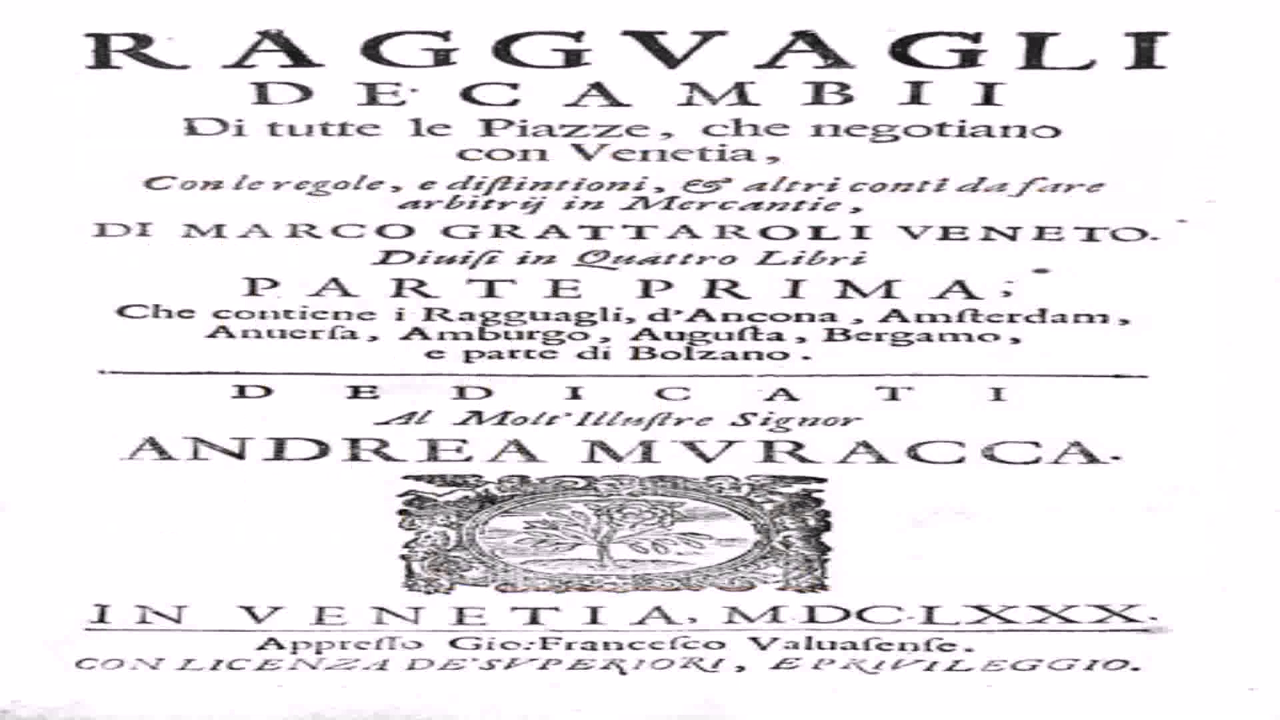 RAGGVAGLI
DE' CAMBII
Di tutte le Piazze, che negotiano
con Venetia,
Con le regole, e diſtintioni, & altri conti da fare
arbitrij in Mercantie,
DI MARCO GRATTAROLI VENETO.
Diuiſi in Quattro Libri
PARTE PRIMA;
Che contiene i Ragguagli, d'Ancona, Amſterdam,
Anuerſa, Amburgo, Auguſta, Bergamo,
e parte di Bolzano.
DEDICATI
Al Molt'Illuſtre Signor
ANDREA MVRACCA.
IN VENETIA, MDC.LXXX.
Appreſſo Gio: Franceſco Valuaſenſe.
CON LICENZA DE' SVPERIORI, E PRIVILEGGIO.